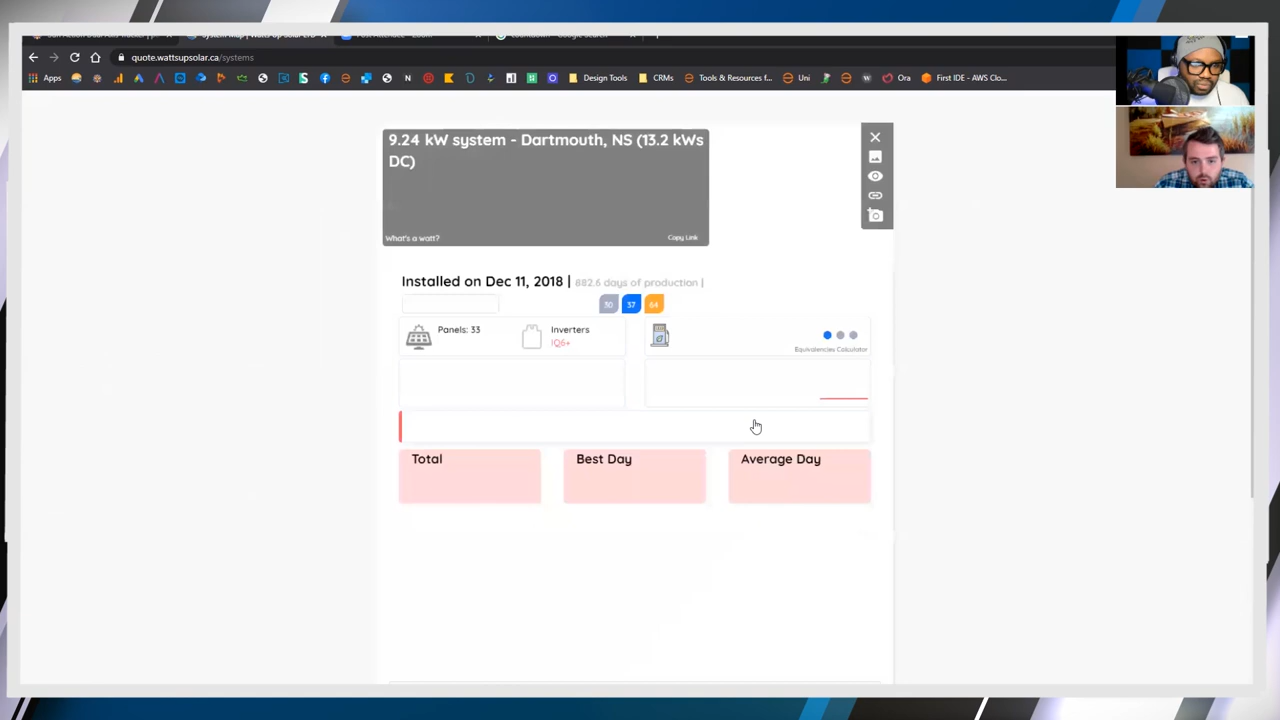 quote.wattsupsolar.ca/systems
Apps
Design Tools
CRMs
Tools & Resources f...
Uni
Ora
First IDE - AWS Clo...
9.24 kW system - Dartmouth, NS (13.2 kWs
DC)
What's a watt?
Copy Link
Installed on Dec 11, 2018 | 882.6 days of production |
30 37 64
Panels: 33
Inverters
IQ6+
Equivalencies Calculator
Total
Best Day
Average Day